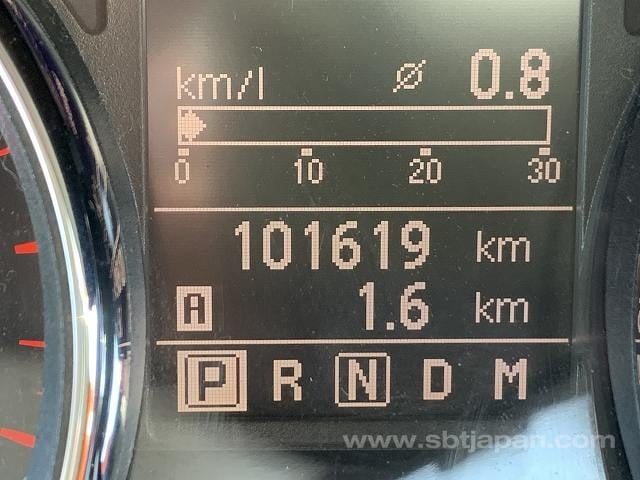 km/l ⌀ 0.8
0 10 20 30
101619 km
A 1.6 km
P R N D M
www.sbtjapan.com